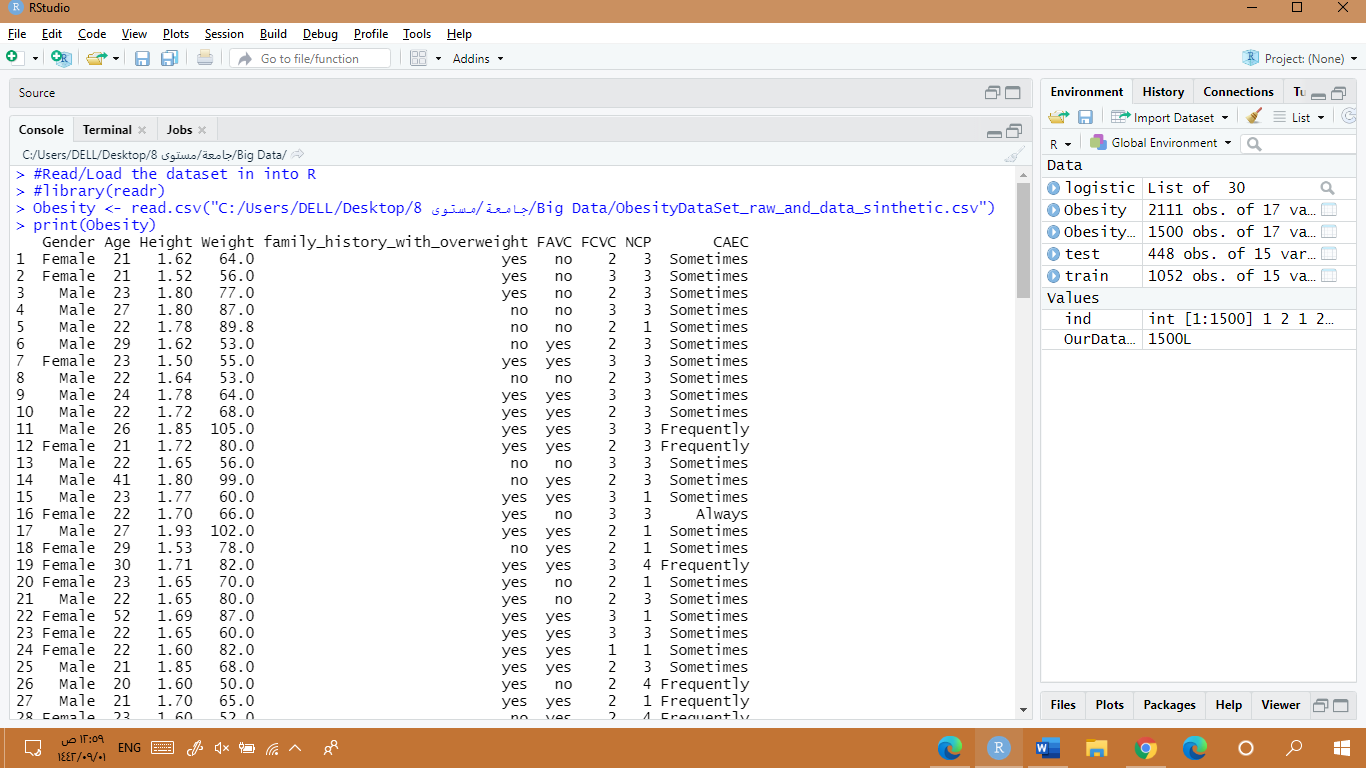 RStudio
File Edit Code View Plots Session Build Debug Profile Tools Help
Go to file/function Addins Project: (None)
Source
Console Terminal Jobs
C:/Users/DELL/Desktop/8 جامعة/مستوى/Big Data/
> #Read/Load the dataset in into R
> #library(readr)
> Obesity <- read.csv("C:/Users/DELL/Desktop/8 جامعة/مستوى/Big Data/ObesityDataSet_raw_and_data_sinthetic.csv")
> print(Obesity)
Gender Age Height Weight family_history_with_overweight FAVC FCVC NCP CAEC
1 Female 21 1.62 64.0 yes no 2 3 Sometimes
2 Female 21 1.52 56.0 yes no 3 3 Sometimes
3 Male 23 1.80 77.0 yes no 2 3 Sometimes
4 Male 27 1.80 87.0 no no 3 3 Sometimes
5 Male 22 1.78 89.8 no no 2 1 Sometimes
6 Male 29 1.62 53.0 no yes 2 3 Sometimes
7 Female 23 1.50 55.0 yes yes 3 3 Sometimes
8 Male 22 1.64 53.0 no no 2 3 Sometimes
9 Male 24 1.78 64.0 yes yes 3 3 Sometimes
10 Male 22 1.72 68.0 yes yes 2 3 Sometimes
11 Male 26 1.85 105.0 yes yes 3 3 Frequently
12 Female 21 1.72 80.0 yes yes 2 3 Frequently
13 Male 22 1.65 56.0 no no 3 3 Sometimes
14 Male 41 1.80 99.0 no yes 2 3 Sometimes
15 Male 23 1.77 60.0 yes yes 3 1 Sometimes
16 Female 22 1.70 66.0 yes no 3 3 Always
17 Male 27 1.93 102.0 yes yes 2 1 Sometimes
18 Female 29 1.53 78.0 no yes 2 1 Sometimes
19 Female 30 1.71 82.0 yes yes 3 4 Frequently
20 Female 23 1.65 70.0 yes no 2 1 Sometimes
21 Male 22 1.65 80.0 yes no 2 3 Sometimes
22 Female 52 1.69 87.0 yes yes 3 1 Sometimes
23 Female 22 1.65 60.0 yes yes 3 3 Sometimes
24 Female 22 1.60 82.0 yes yes 1 1 Sometimes
25 Male 21 1.85 68.0 yes yes 2 3 Sometimes
26 Male 20 1.60 50.0 yes no 2 4 Frequently
27 Male 21 1.70 65.0 yes yes 2 1 Frequently
28 Female 23 1.60 52.0 no yes 2 4 Frequently
Environment History Connections Tu
Import Dataset List
R Global Environment
Data
logistic List of 30
Obesity 2111 obs. of 17 va...
Obesity... 1500 obs. of 17 va...
test 448 obs. of 15 var...
train 1052 obs. of 15 vas...
Values
ind int [1:1500] 1 2 1 2...
OurData... 1500L
Files Plots Packages Help Viewer
١٢:٥٩ ص
١٤٤٢/٠٩/٠١
ENG